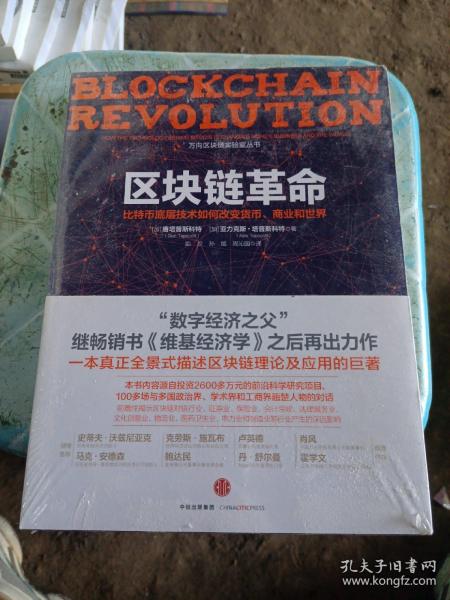 BLOCKCHAIN
REVOLUTION
万向区块链实验室丛书
区块链革命
比特币底层技术如何改变货币、商业和世界
[加]唐塔普斯科特 [加]亚力克斯·塔普斯科特 著
“数字经济之父”
继畅销书《维基经济学》之后再出力作
一本真正全景式描述区块链理论及应用的巨著
本书内容源自投资2600多万元的前沿科学研究项目、
100多场与多国政治界、学术界和工商界翘楚人物的对话
史蒂夫·沃兹尼亚克 克劳斯·施瓦布 卢英德 肖风
马克·安德森 鲍达民 丹·舒尔曼 霍学文
中信出版集团 CHINACITICPRESS
孔夫子旧书网
www.kongfz.com